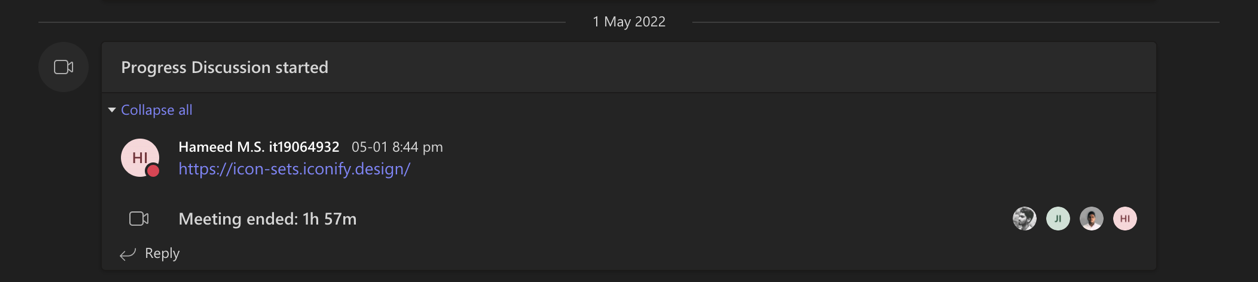 1 May 2022
Progress Discussion started
Collapse all
HI
Hameed M.S. it19064932 05-01 8:44 pm
https://icon-sets.iconify.design/
Meeting ended: 1h 57m
JI
HI
Reply